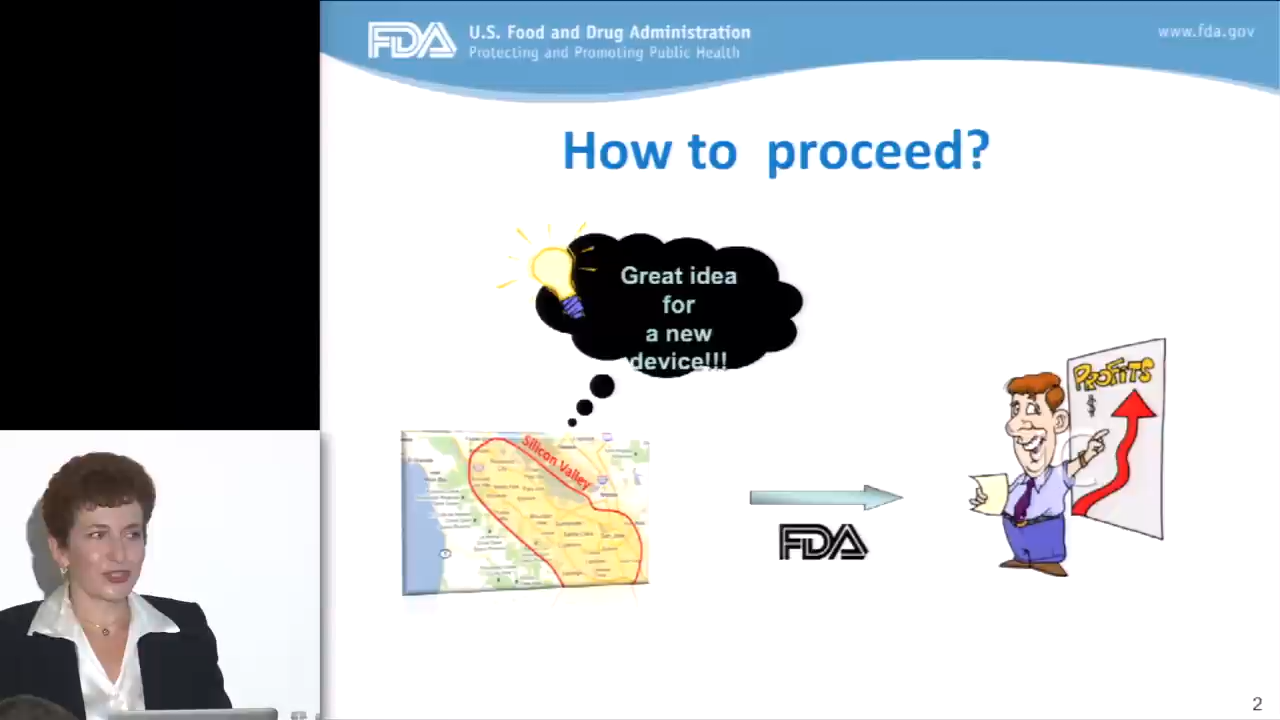 FDA
U.S. Food and Drug Administration
Protecting and Promoting Public Health
www.fda.gov
How to proceed?
Great idea
for
a new
device!!!
Silicon Valley
PROFITS
$
FDA
2